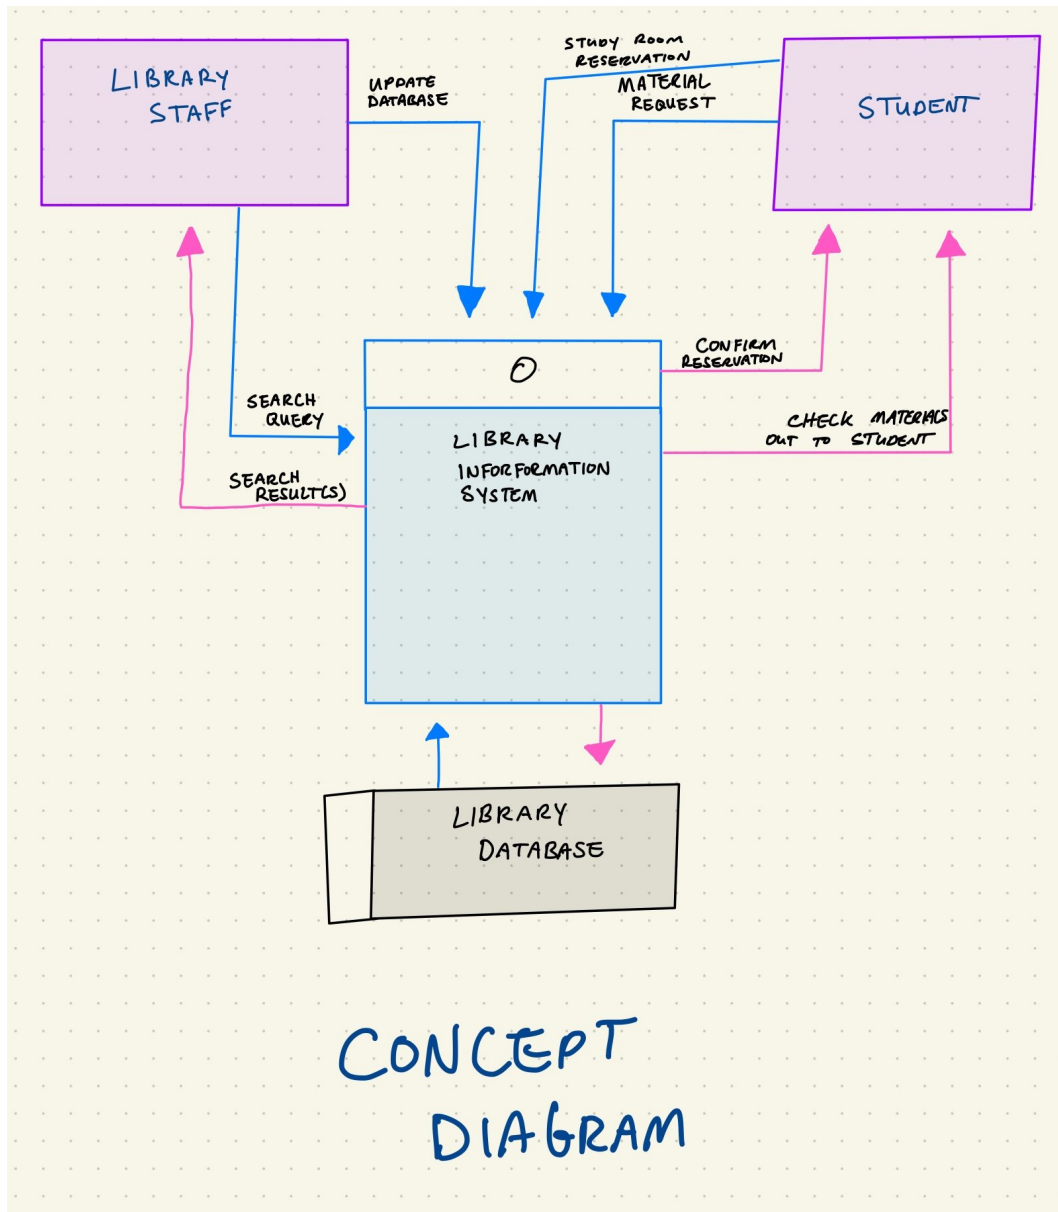 LIBRARY
STAFF
UPDATE
DATABASE
STUDY ROOM
RESERVATION
MATERIAL
REQUEST
STUDENT
SEARCH
QUERY
SEARCH
RESULT(S)
0
LIBRARY
INFORFORMATION
SYSTEM
CONFIRM
RESERVATION
CHECK MATERIALS
OUT TO STUDENT
LIBRARY
DATABASE
CONCEPT
DIAGRAM